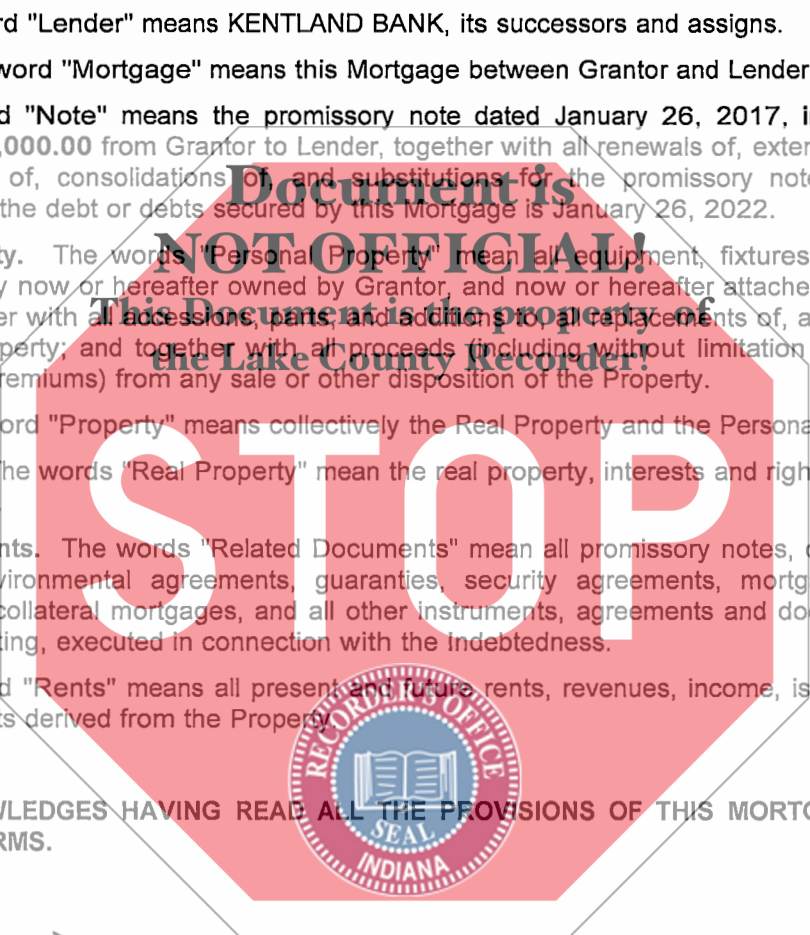 rd "Lender" means KENTLAND BANK, its successors and assigns.
word "Mortgage" means this Mortgage between Grantor and Lender
d "Note" means the promissory note dated January 26, 2017,
,000.00 from Grantor to Lender, together with all renewals of, exter
of, consolidations of, and substitutions for the promissory not
Document is
the debt or debts secured by this Mortgage is January 26, 2022.
ty. The words "Personal Property" mean all equipment, fixtures
NOT OFFICIAL!
y now or hereafter owned by Grantor, and now or hereafter attache
er with all accessions, parts, and additions to, all replacements of, a
This Document is the property of
perty; and together with all proceeds (including without limitation
the Lake County Recorder!
remiums) from any sale or other disposition of the Property.
ord "Property" means collectively the Real Property and the Persona
he words "Real Property" mean the real property, interests and righ
STOP
nts. The words "Related Documents" mean all promissory notes,
vironmental agreements, guaranties, security agreements, mortg
collateral mortgages, and all other instruments, agreements and do
ting, executed in connection with the Indebtedness.
d "Rents" means all present and future rents, revenues, income, is
ts derived from the Property.
RECORDER'S OFFICE
WLEDGES HAVING READ ALL THE PROVISIONS OF THIS MORTG
RMS.
SEAL
INDIANA